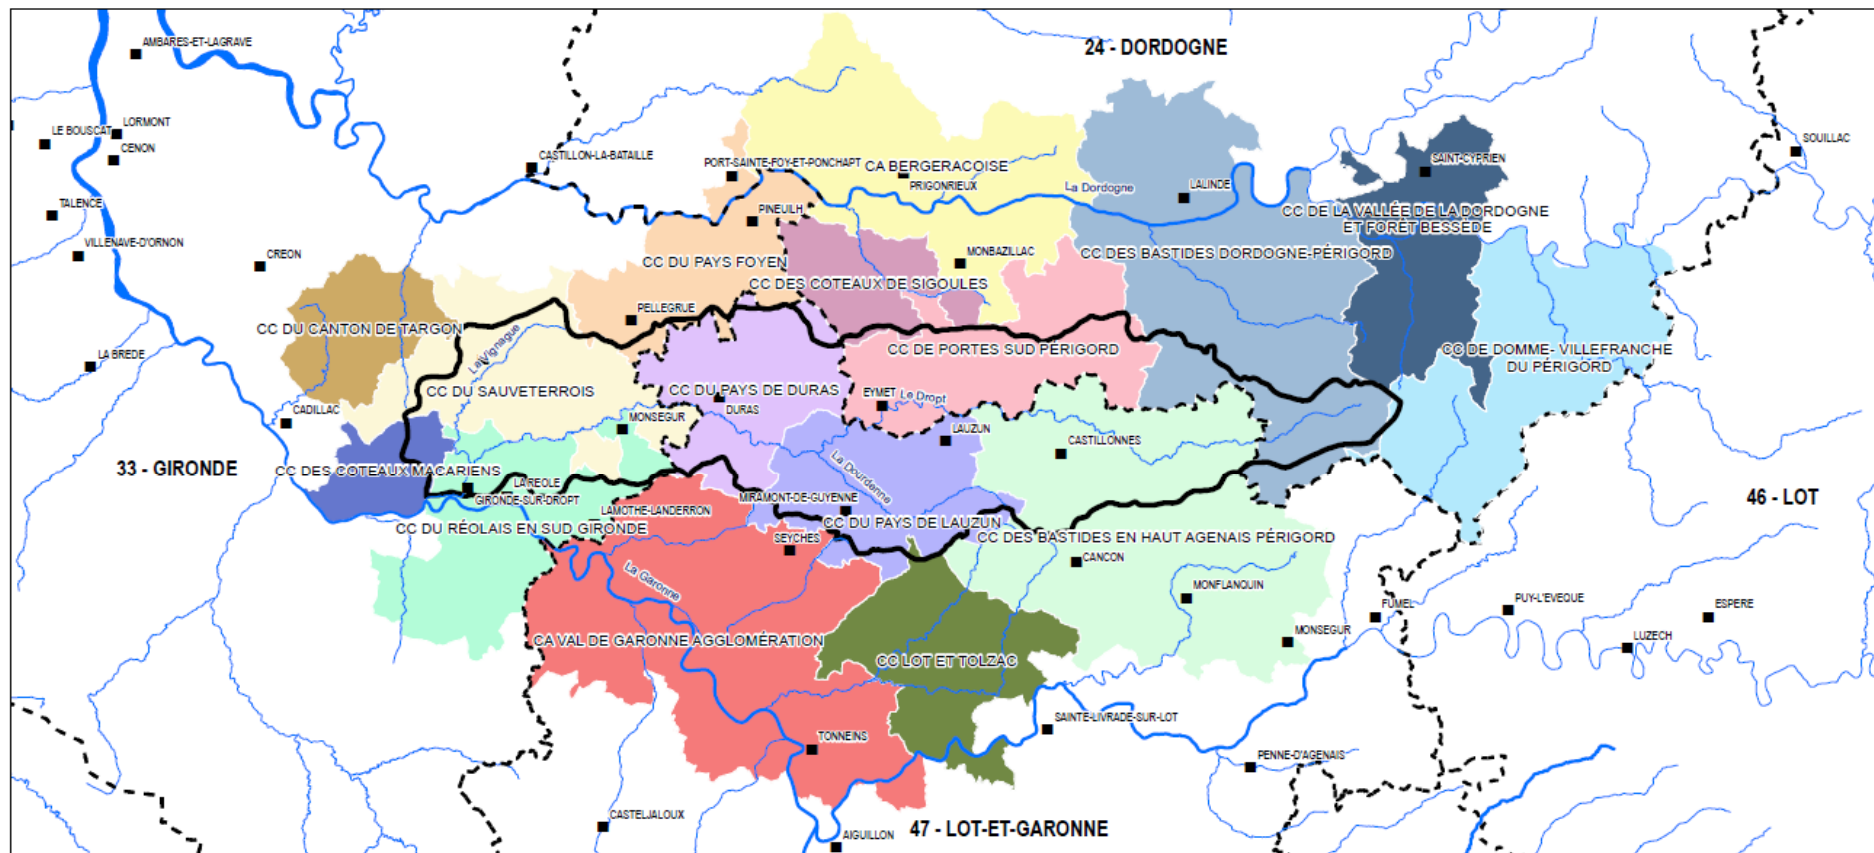 AMBARES-ET-LAGRAVE
24 - DORDOGNE
LE BOUSCAT
LORMONT
CENON
SOUILLAC
CASTILLON-LA-BATAILLE
PORT-SAINTE-FOY-ET-PONCHAPT
CA BERGERACOISE
SAINT-CYPRIEN
PRIGONRIEUX
La Dordogne
LALINDE
TALENCE
PINEUILH
CC DE LA VALLÉE DE LA DORDOGNE
ET FORÊT BESSÈDE
VILLENAVE-D'ORNON
CREON
MONBAZILLAC
CC DES BASTIDES DORDOGNE-PÉRIGORD
CC DU PAYS FOYEN
CC DES COTEAUX DE SIGOULES
PELLEGRUE
CC DU CANTON DE TARGON
La Vignague
LA BREDE
CC DE PORTES SUD PÉRIGORD
CC DE DOMME- VILLEFRANCHE
DU PÉRIGORD
CC DU SAUVETERROIS
CC DU PAYS DE DURAS
EYMET
Le Dropt
CADILLAC
DURAS
MONSEGUR
LAUZUN
CASTILLONNES
33 - GIRONDE
CC DES COTEAUX MACARIENS
La Dourdenne
LA REOLE
GIRONDE-SUR-DROPT
MIRAMONT-DE-GUYENNE
46 - LOT
LAMOTHE-LANDERRON
CC DU RÉOLAIS EN SUD GIRONDE
CC DU PAYS DE LAUZUN
CC DES BASTIDES EN HAUT AGENAIS PÉRIGORD
SEYCHES
CANCON
La Garonne
MONFLANQUIN
FUMEL
PUY-L'EVEQUE
ESPERE
CA VAL DE GARONNE AGGLOMÉRATION
MONSEGUR
LUZECH
CC LOT ET TOLZAC
SAINTE-LIVRADE-SUR-LOT
TONNEINS
PENNE-D'AGENAIS
CASTELJALOUX
AIGUILLON
47 - LOT-ET-GARONNE